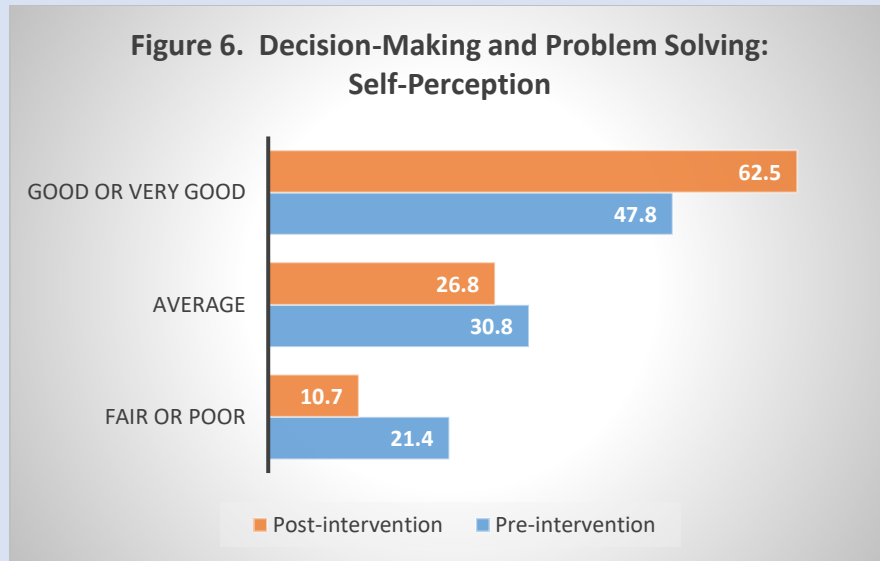 Figure 6.  Decision-Making and Problem Solving:
Self-Perception
GOOD OR VERY GOOD
62.5
47.8
AVERAGE
26.8
30.8
FAIR OR POOR
10.7
21.4
Post-intervention
Pre-intervention